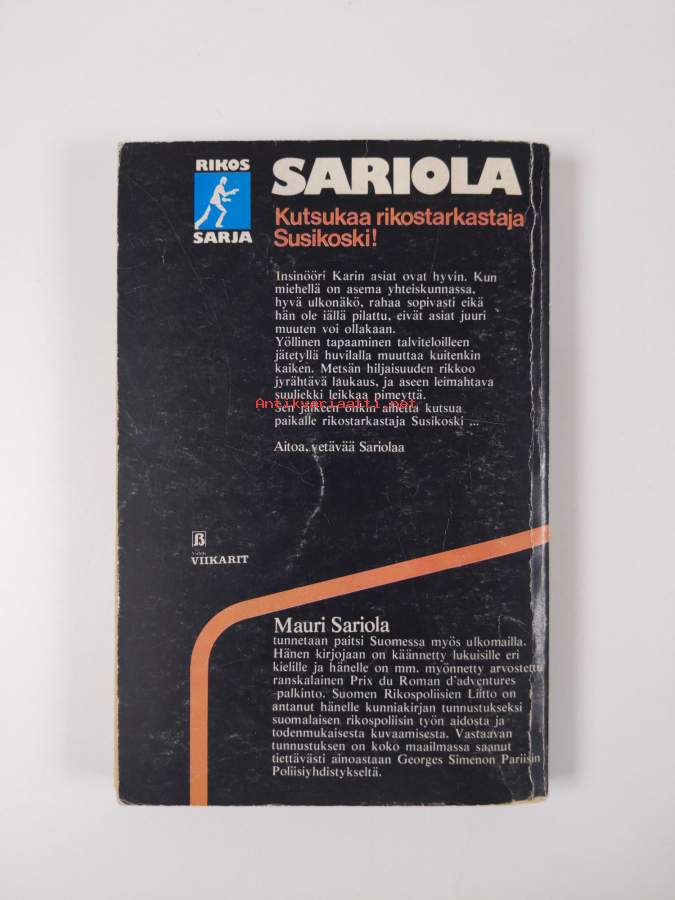 RIKOS
SARJA
SARIOLA
Kutsukaa rikostarkastaja
Susikoski!
Insinööri Karin asiat ovat hyvin. Kun
miehellä on asema yhteiskunnassa,
hyvä ulkonäkö, rahaa sopivasti eikä
hän ole iällä pilattu, eivät asiat juuri
muuten voi ollakaan.
Yöllinen tapaaminen talviteloilleen
jätetyllä huvilalla muuttaa kuitenkin
kaiken. Metsän hiljaisuuden rikkoo
jyrähtävä laukaus, ja aseen leimahtava
suuliekki leikkaa pimeyttä.
Antikvariaatti.net
Sen jälkeen onkin aihetta kutsua
paikalle rikostarkastaja Susikoski ...
Aitoa, vetävää Sariolaa
VIIKARIT
Mauri Sariola
tunnetaan paitsi Suomessa myös ulkomailla.
Hänen kirjojaan on käännetty lukuisille eri
kielille ja hänelle on mm. myönnetty arvostettu
ranskalainen Prix du Roman d'adventures
-palkinto. Suomen Rikospoliisien Liitto on
antanut hänelle kunniakirjan tunnustukseksi
suomalaisen rikospoliisin työn aidosta ja
todenmukaisesta kuvaamisesta. Vastaavan
tunnustuksen on koko maailmassa saanut
tiettävästi ainoastaan Georges Simenon Pariisin
Poliisiyhdistykseltä.